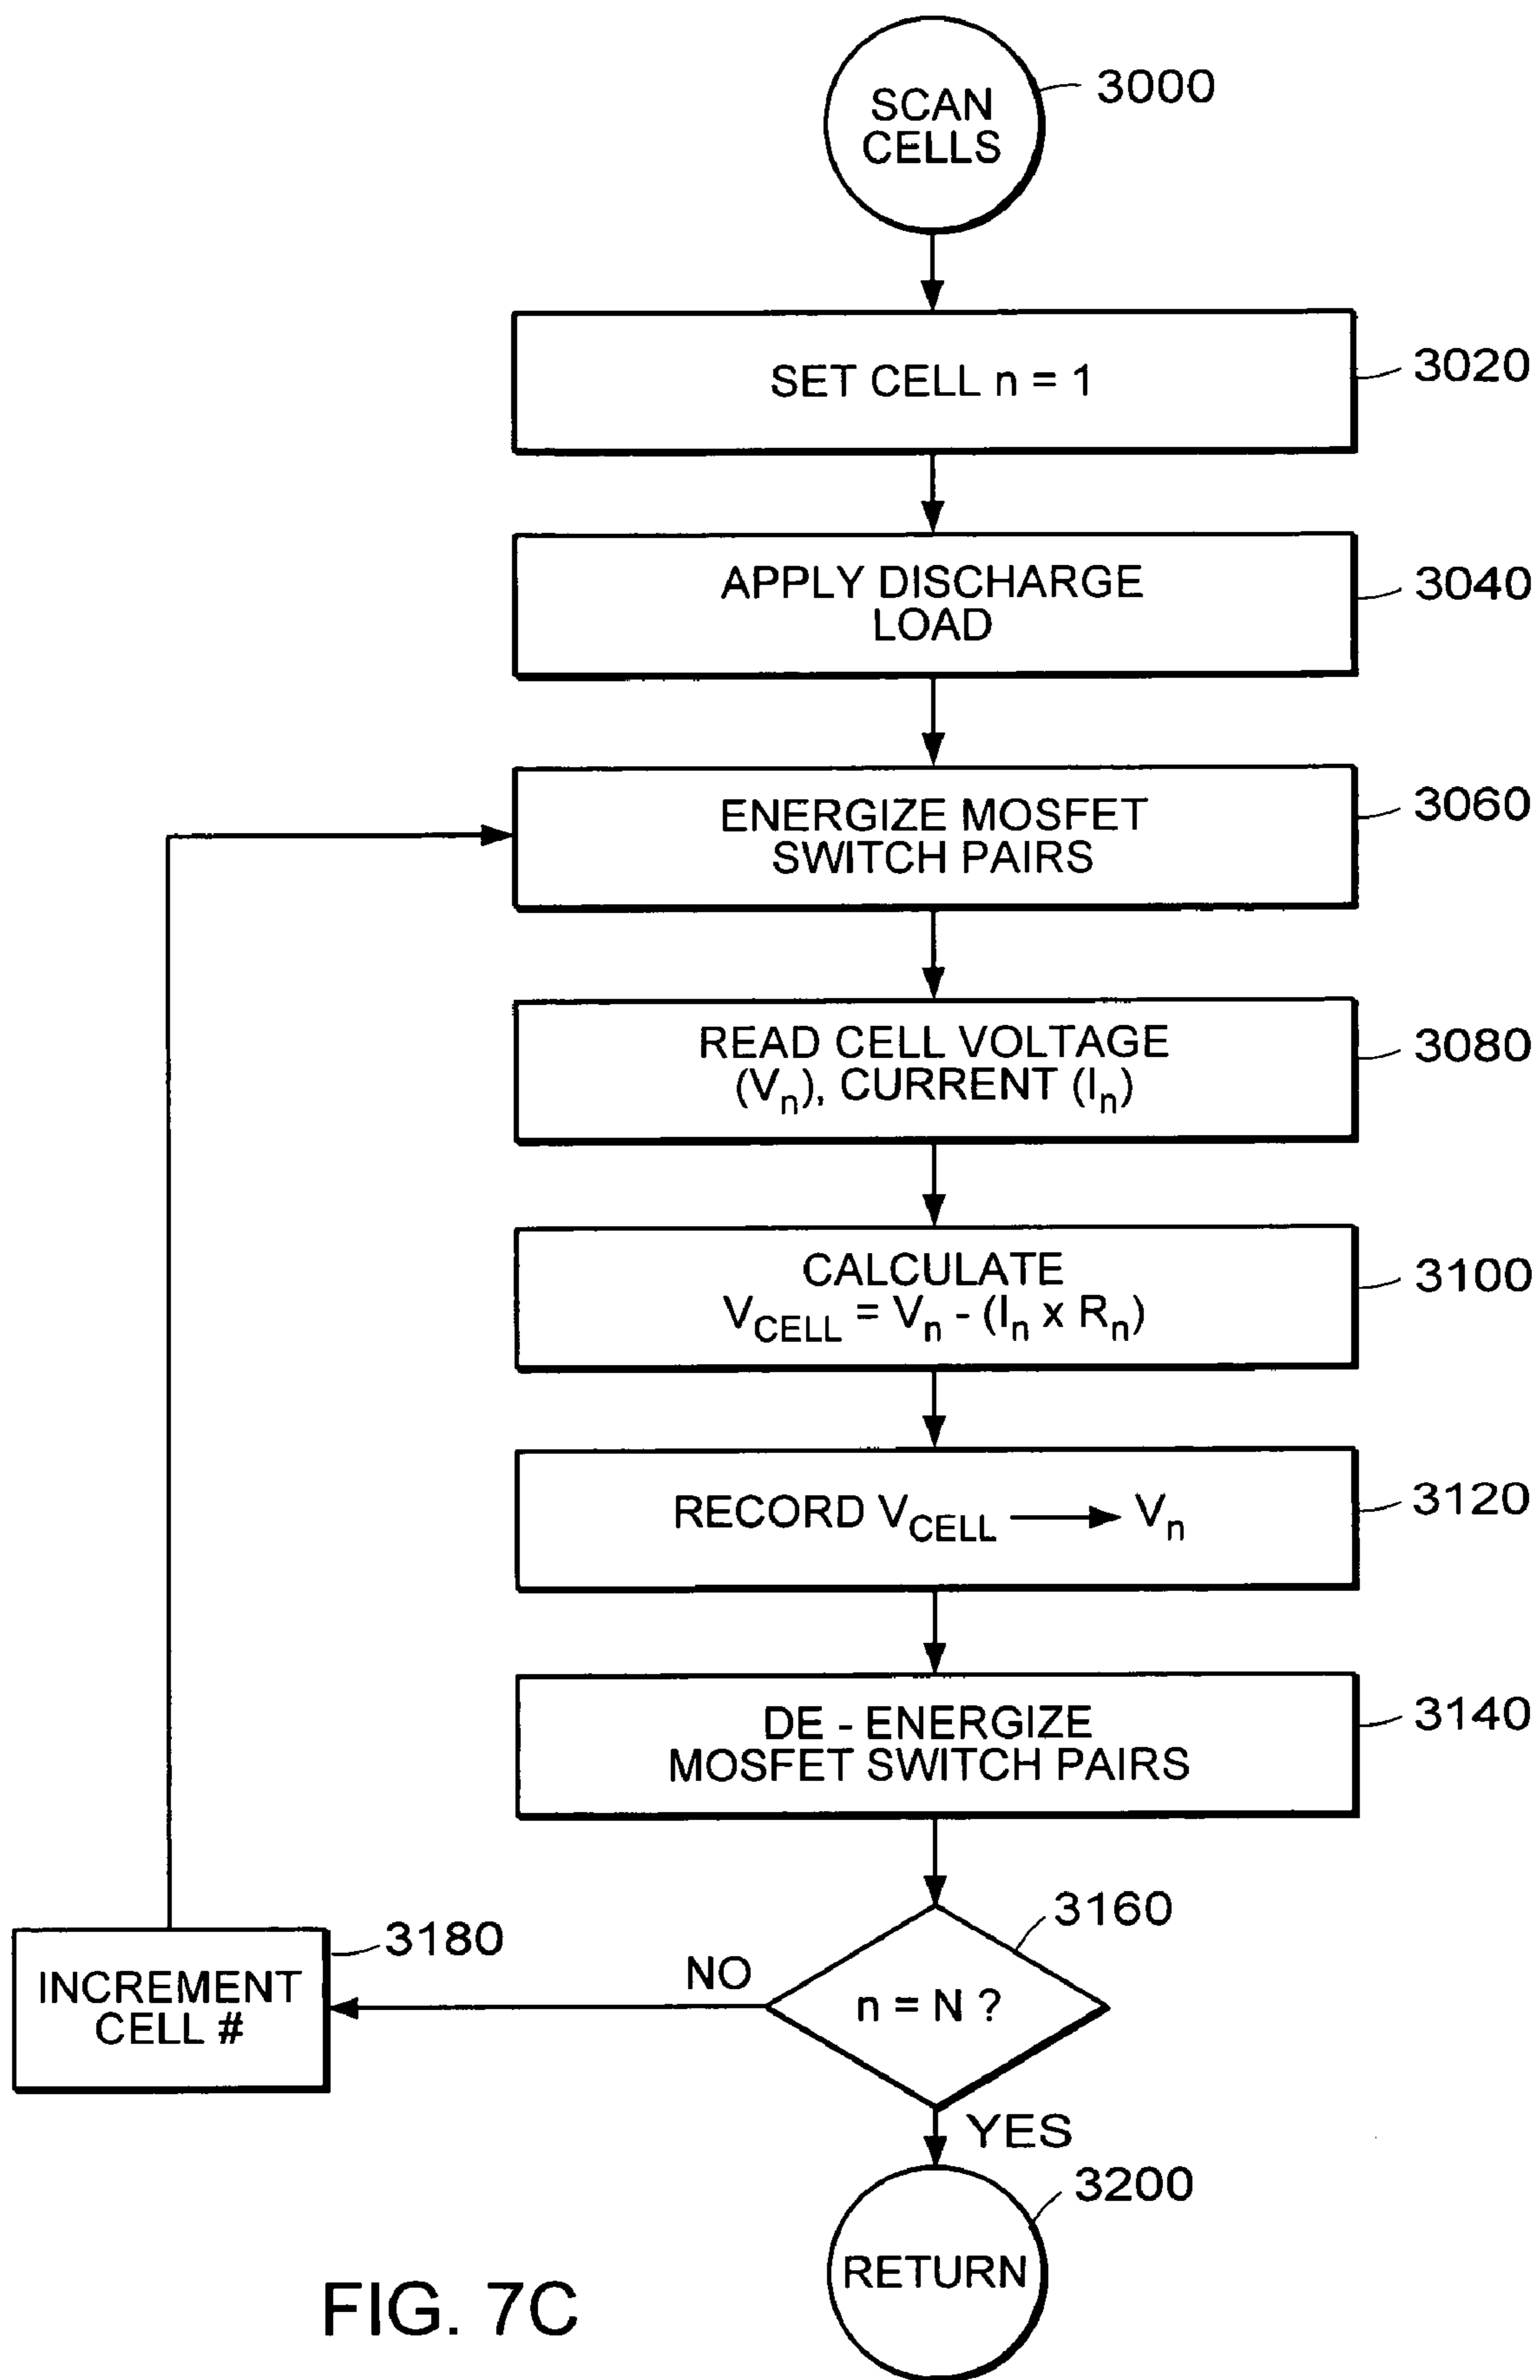 SCAN
CELLS
3000
SET CELL n = 1
3020
APPLY DISCHARGE
LOAD
3040
ENERGIZE MOSFET
SWITCH PAIRS
3060
READ CELL VOLTAGE
(Vn), CURRENT (In)
3080
CALCULATE
VCELL = Vn - (In x Rn)
3100
RECORD VCELL → Vn
3120
DE - ENERGIZE
MOSFET SWITCH PAIRS
3140
n = N ?
3160
NO
INCREMENT
CELL #
3180
YES
RETURN
3200
FIG. 7C